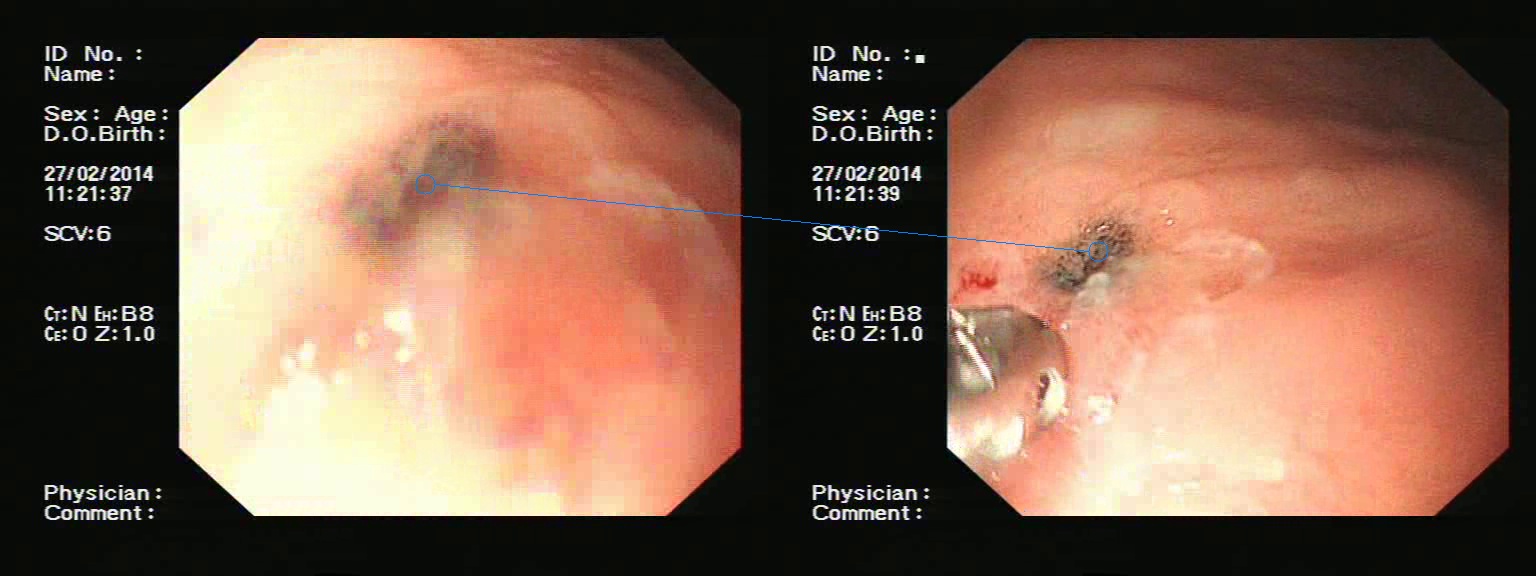 ID No. :
Name:
Sex: Age:
D.O.Birth:
27/02/2014
11:21:37
SCV:6
CT:N EH:B8
CE:0 Z:1.0
Physician:
Comment:
ID No. :
Name:
Sex: Age:
D.O.Birth:
27/02/2014
11:21:39
SCV:6
CT:N EH:B8
CE:0 Z:1.0
Physician:
Comment: